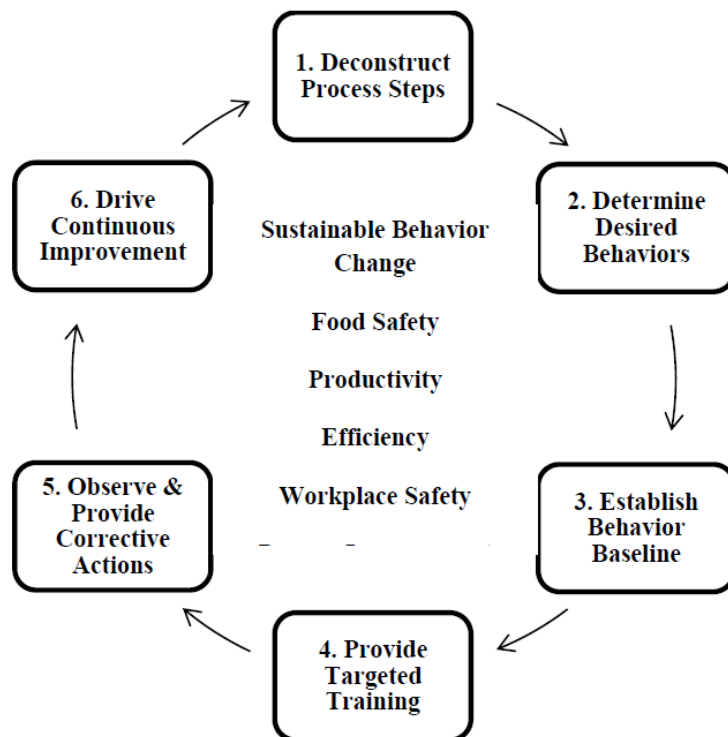 1. Deconstruct
Process Steps
2. Determine
Desired
Behaviors
3. Establish
Behavior
Baseline
4. Provide
Targeted
Training
5. Observe &
Provide
Corrective
Actions
6. Drive
Continuous
Improvement
Sustainable Behavior
Change
Food Safety
Productivity
Efficiency
Workplace Safety